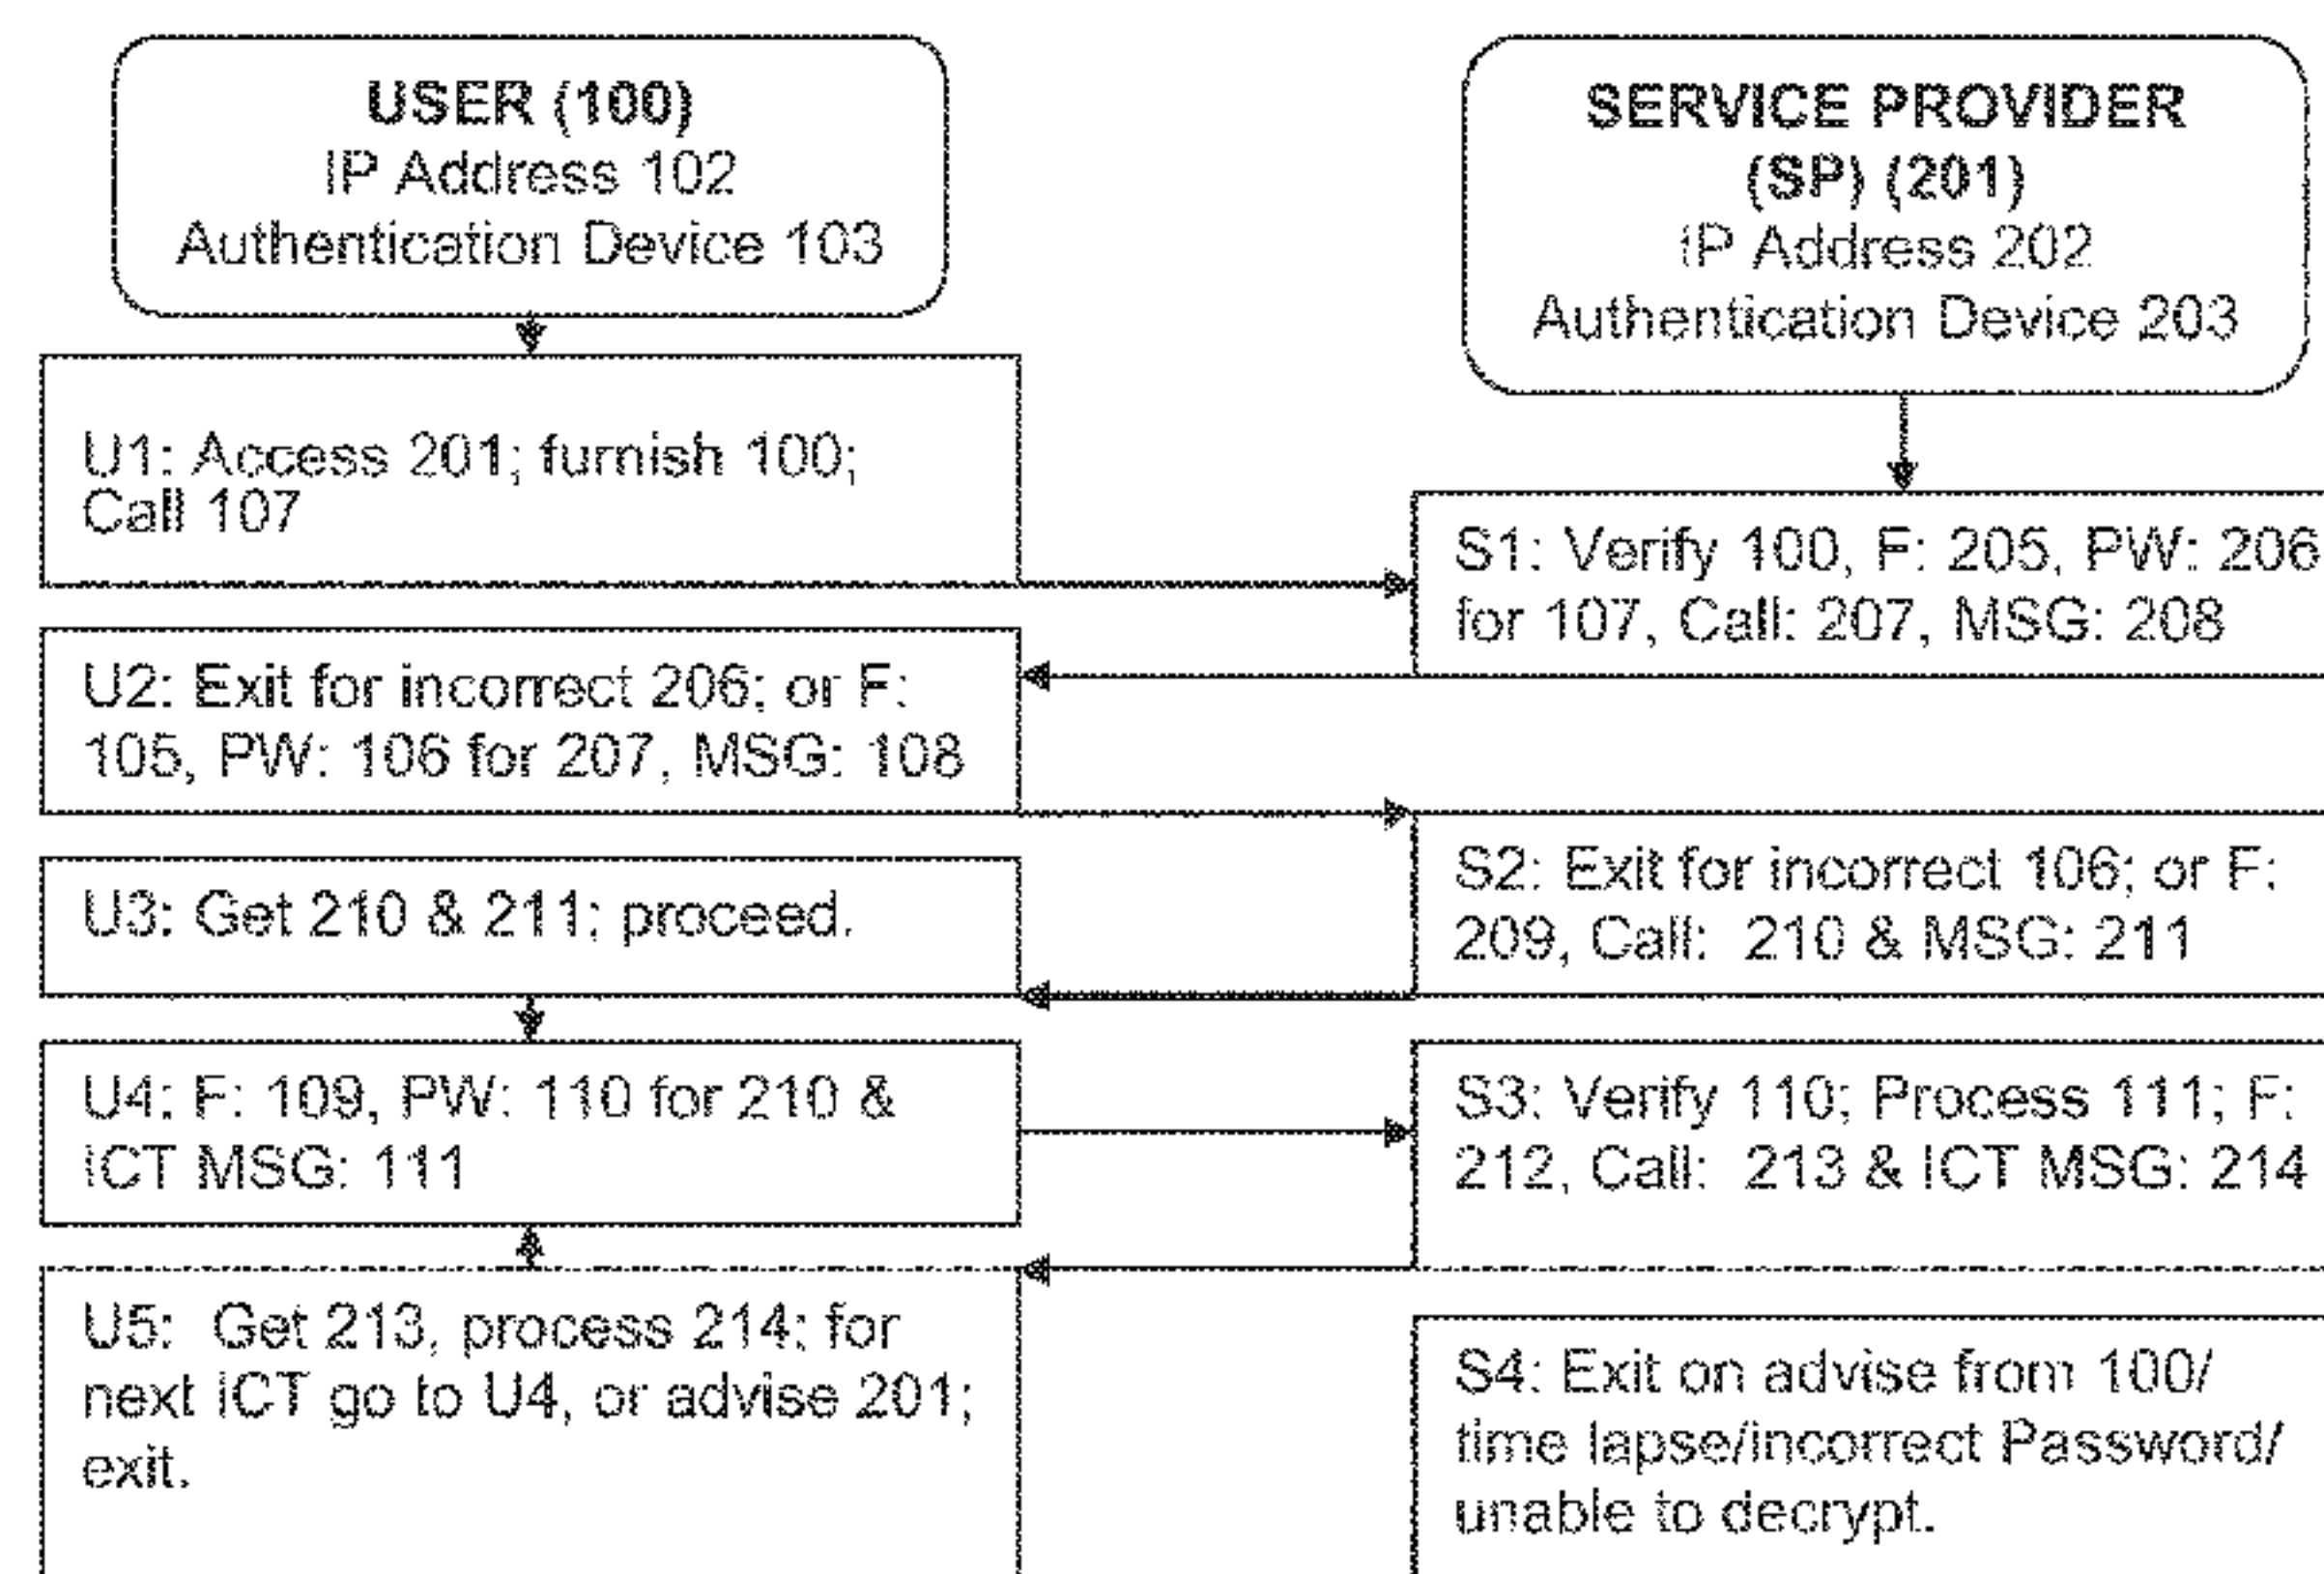 USER (100)
IP Address 102
Authentication Device 103
SERVICE PROVIDER
(SP) (201)
IP Address 202
Authentication Device 203
U1: Access 201; furnish 100;
Call 107
S1: Verify 100, F: 205, PW: 206
for 107, Call: 207, MSG: 208
U2: Exit for incorrect 206; or F:
105, PW: 106 for 207, MSG: 108
S2: Exit for incorrect 106; or F:
209, Call: 210 & MSG: 211
U3: Get 210 & 211; proceed.
U4: F: 109, PW: 110 for 210 &
ICT MSG: 111
S3: Verify 110; Process 111; F:
212, Call: 213 & ICT MSG: 214
U5: Get 213, process 214; for
next ICT go to U4, or advise 201;
exit.
S4: Exit on advise from 100/
time lapse/incorrect Password/
unable to decrypt.